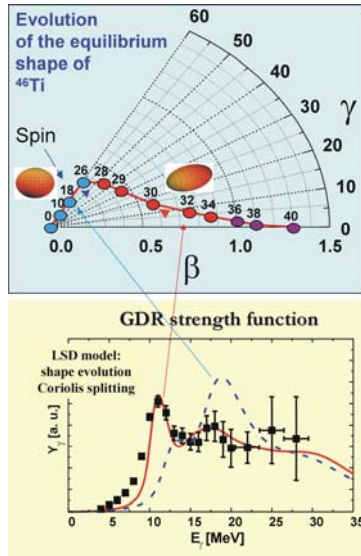 Evolution
of the equilibrium
shape of
⁴⁶Ti
60
50
40
30
20
10
0
γ
Spin
0
10
18
26
28
29
30
32
34
36
38
40
0.0
0.5
1.0
1.5
β
GDR strength function
LSD model:
shape evolution
Coriolis splitting
Yγ [a. u.]
0 5 10 15 20 25 30 35
Eγ [MeV]